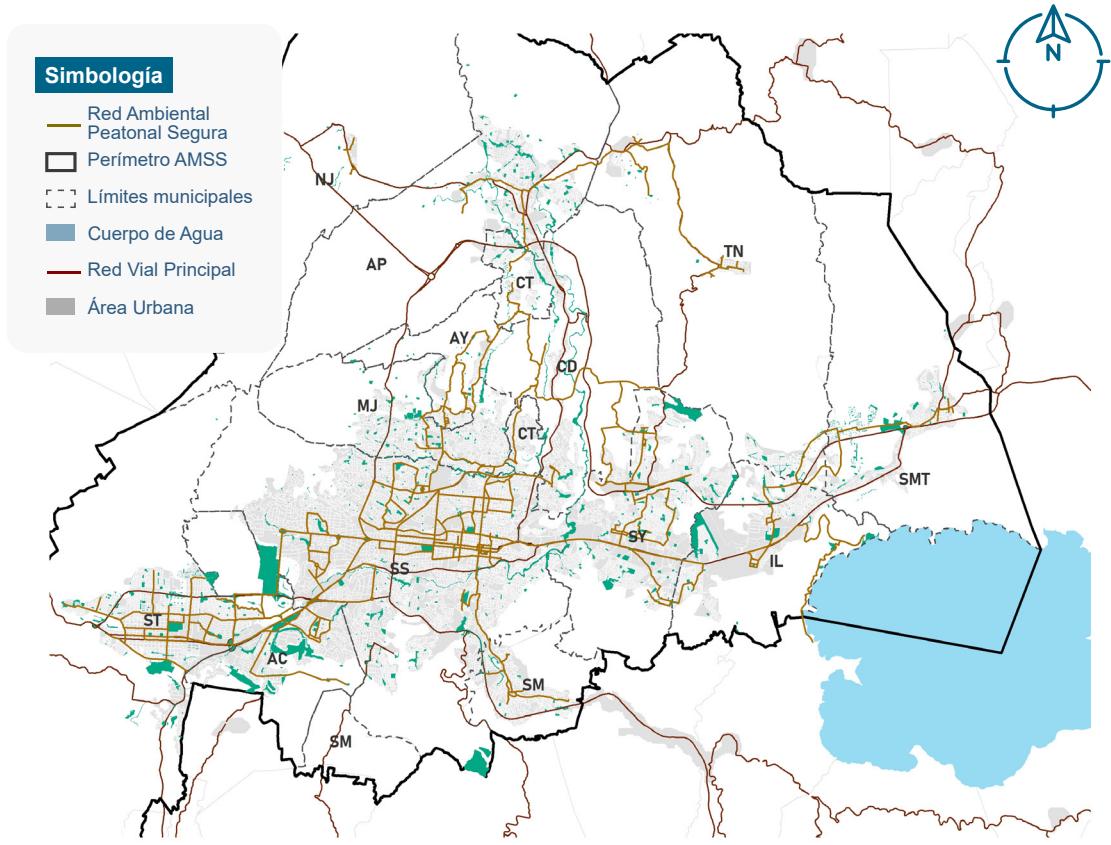 N
Simbología
Red Ambiental
Peatonal Segura
Perímetro AMSS
Límites municipales
Cuerpo de Agua
Red Vial Principal
Área Urbana
NJ
TN
AP
CT
AY
CD
MJ
CT
SMT
SY
IL
SS
ST
AC
SM
SM